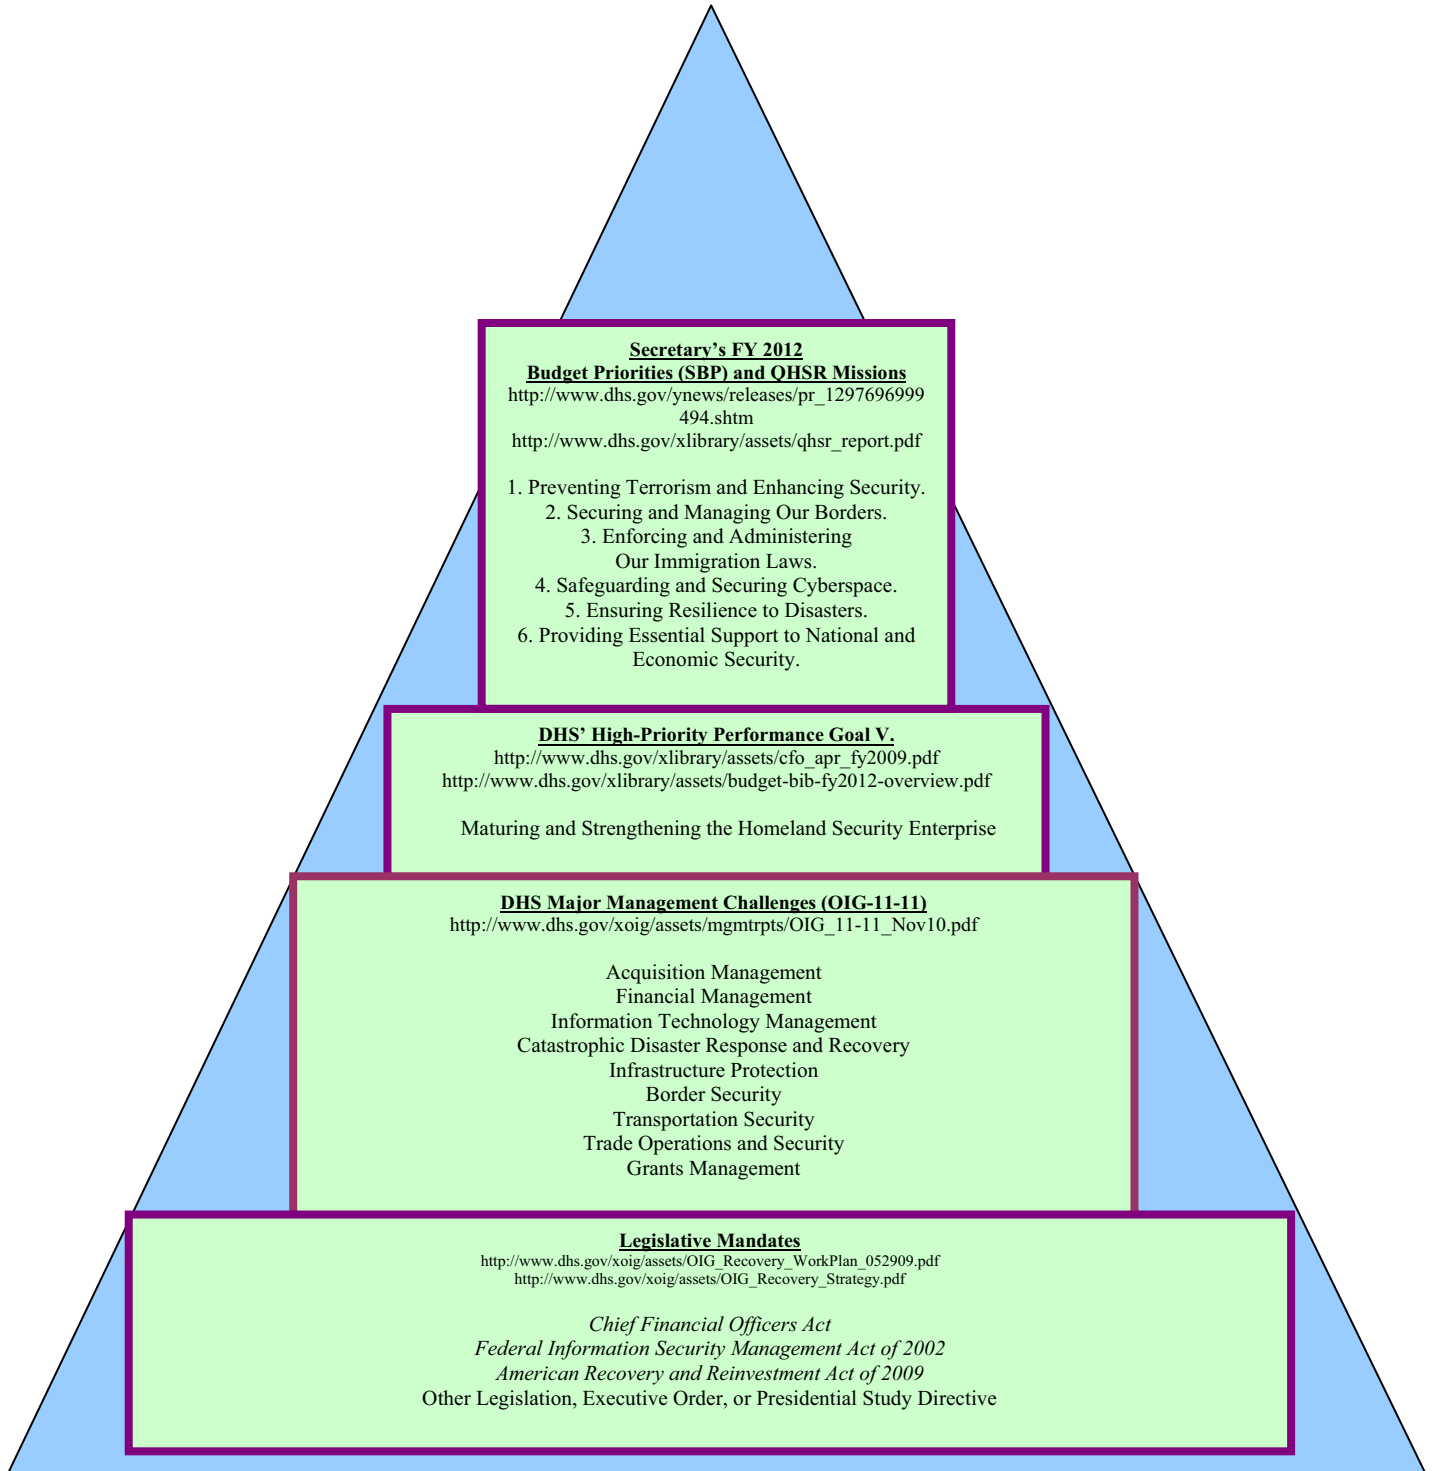 Secretary’s FY 2012
Budget Priorities (SBP) and QHSR Missions
http://www.dhs.gov/ynews/releases/pr_1297696999
494.shtm
http://www.dhs.gov/xlibrary/assets/qhsr_report.pdf
1. Preventing Terrorism and Enhancing Security.
2. Securing and Managing Our Borders.
3. Enforcing and Administering
Our Immigration Laws.
4. Safeguarding and Securing Cyberspace.
5. Ensuring Resilience to Disasters.
6. Providing Essential Support to National and
Economic Security.
DHS’ High-Priority Performance Goal V.
http://www.dhs.gov/xlibrary/assets/cfo_apr_fy2009.pdf
http://www.dhs.gov/xlibrary/assets/budget-bib-fy2012-overview.pdf
Maturing and Strengthening the Homeland Security Enterprise
DHS Major Management Challenges (OIG-11-11)
http://www.dhs.gov/xoig/assets/mgmtrpts/OIG_11-11_Nov10.pdf
Acquisition Management
Financial Management
Information Technology Management
Catastrophic Disaster Response and Recovery
Infrastructure Protection
Border Security
Transportation Security
Trade Operations and Security
Grants Management
Legislative Mandates
http://www.dhs.gov/xoig/assets/OIG_Recovery_WorkPlan_052909.pdf
http://www.dhs.gov/xoig/assets/OIG_Recovery_Strategy.pdf
Chief Financial Officers Act
Federal Information Security Management Act of 2002
American Recovery and Reinvestment Act of 2009
Other Legislation, Executive Order, or Presidential Study Directive